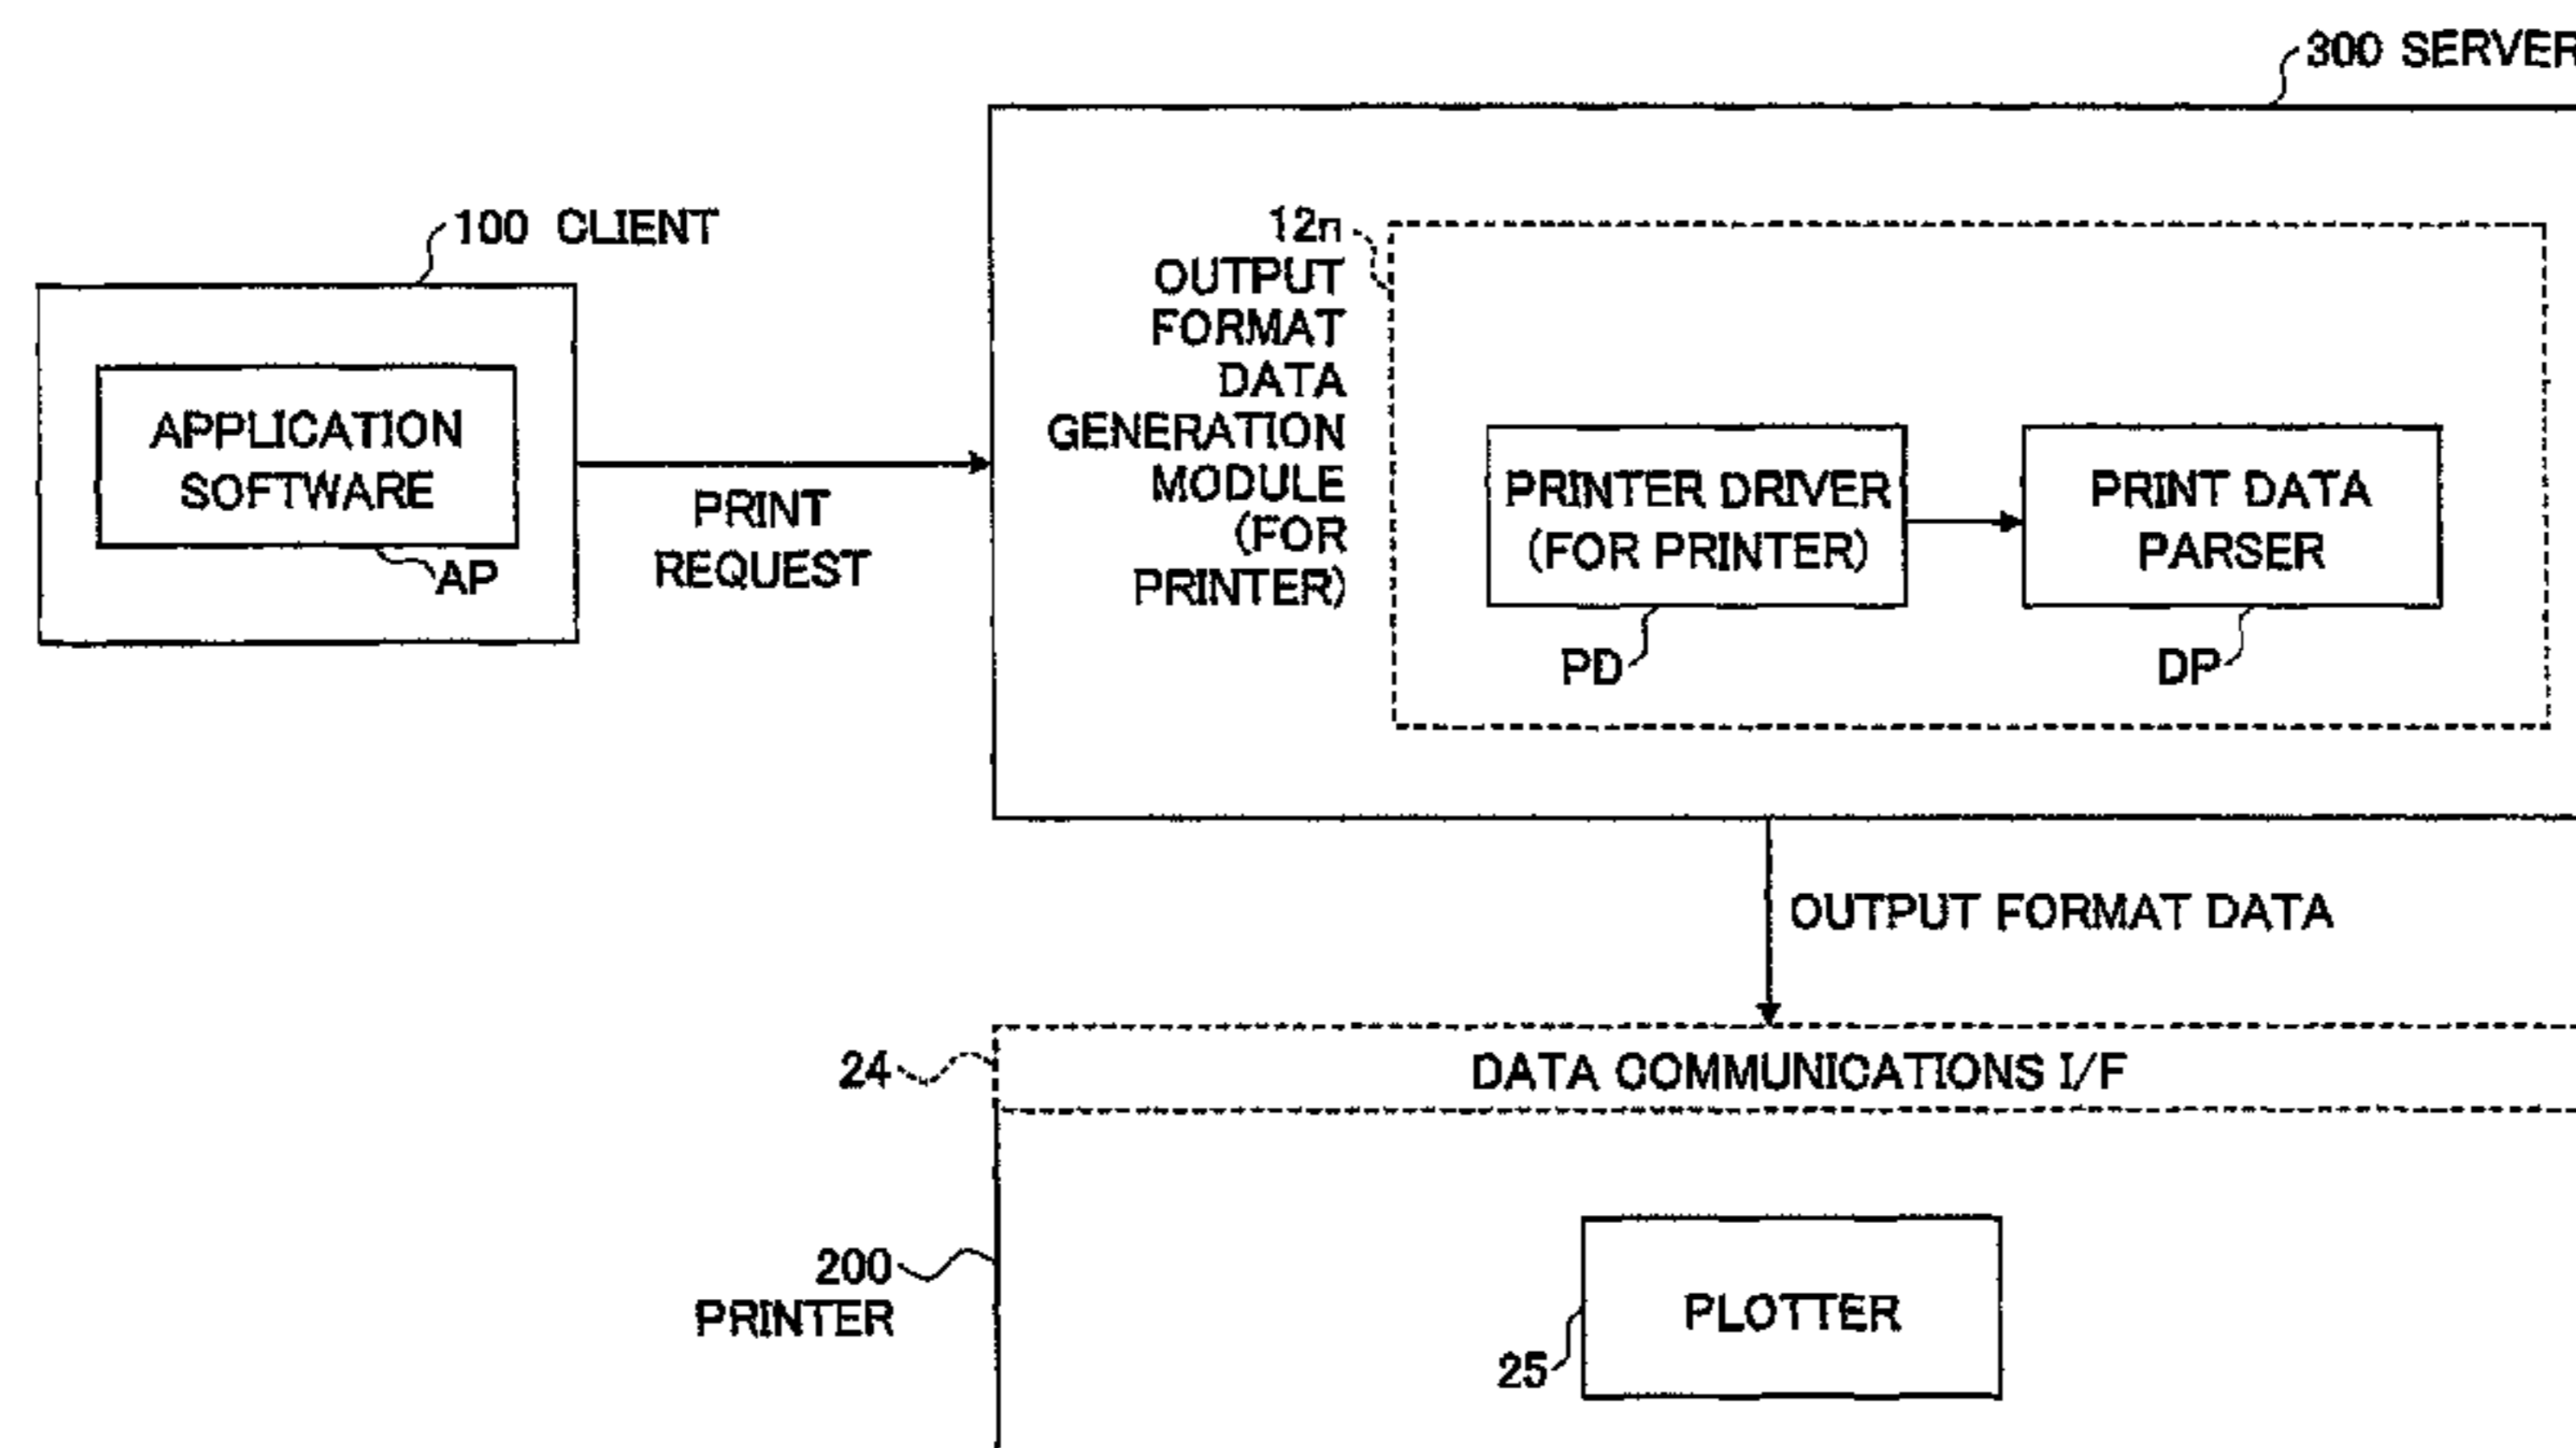 300 SERVER
100 CLIENT
APPLICATION
SOFTWARE
AP
PRINT
REQUEST
12n
OUTPUT
FORMAT
DATA
GENERATION
MODULE
(FOR
PRINTER)
PRINTER DRIVER
(FOR PRINTER)
PD
PRINT DATA
PARSER
DP
OUTPUT FORMAT DATA
24
DATA COMMUNICATIONS I/F
200
PRINTER
PLOTTER
25